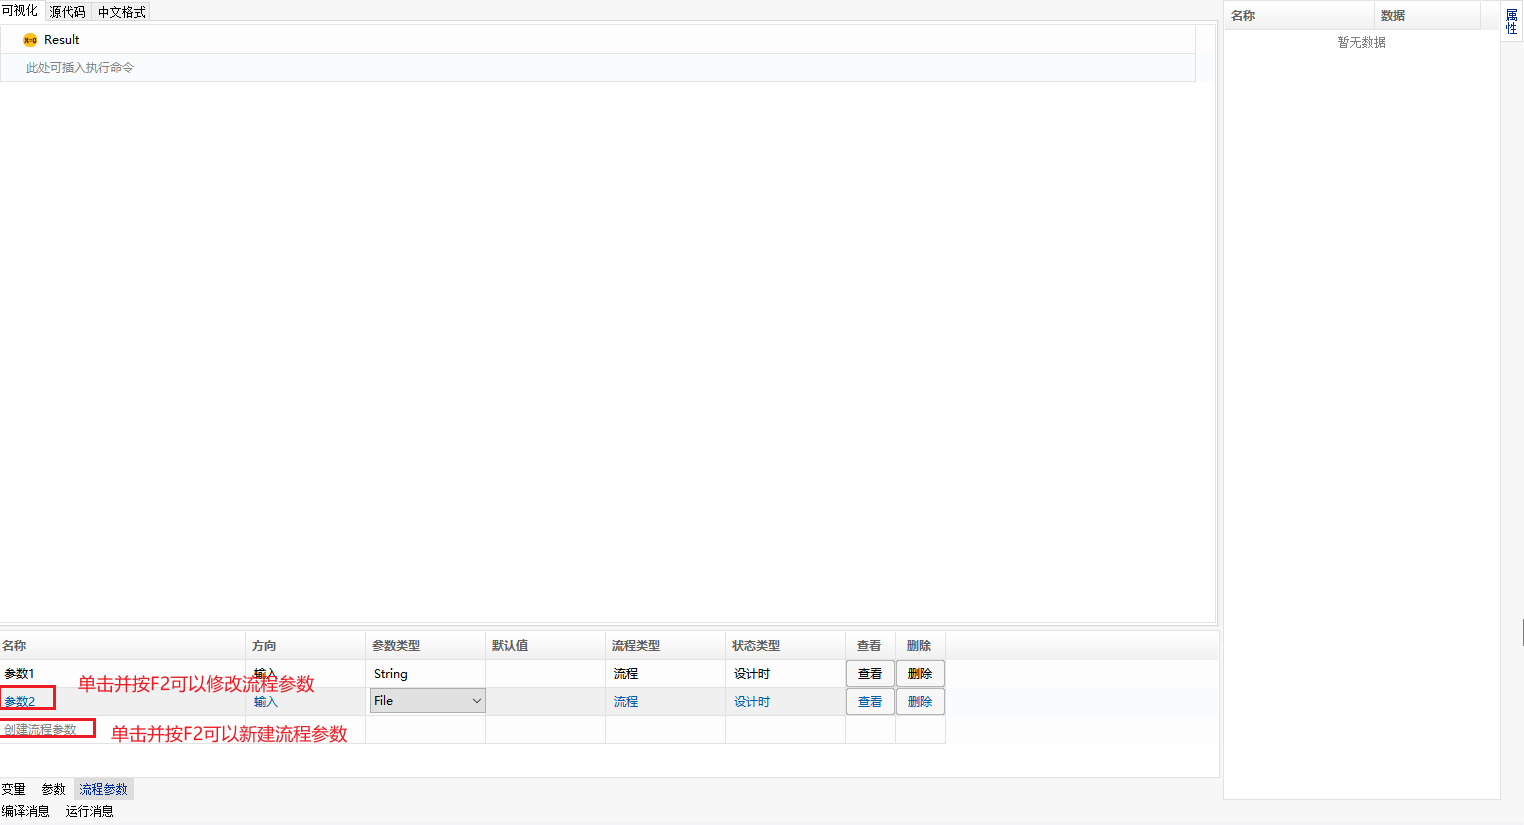 可视化 源代码 中文格式
Result
此处可插入执行命令
名称 数据
暂无数据
属性
名称 方向 参数类型 默认值 流程类型 状态类型 查看 删除
参数1 输入 String 流程 设计时 查看 删除
单击并按F2可以修改流程参数
参数2 输入 File 流程 设计时 查看 删除
创建流程参数
单击并按F2可以新建流程参数
变量 参数 流程参数
编译消息 运行消息